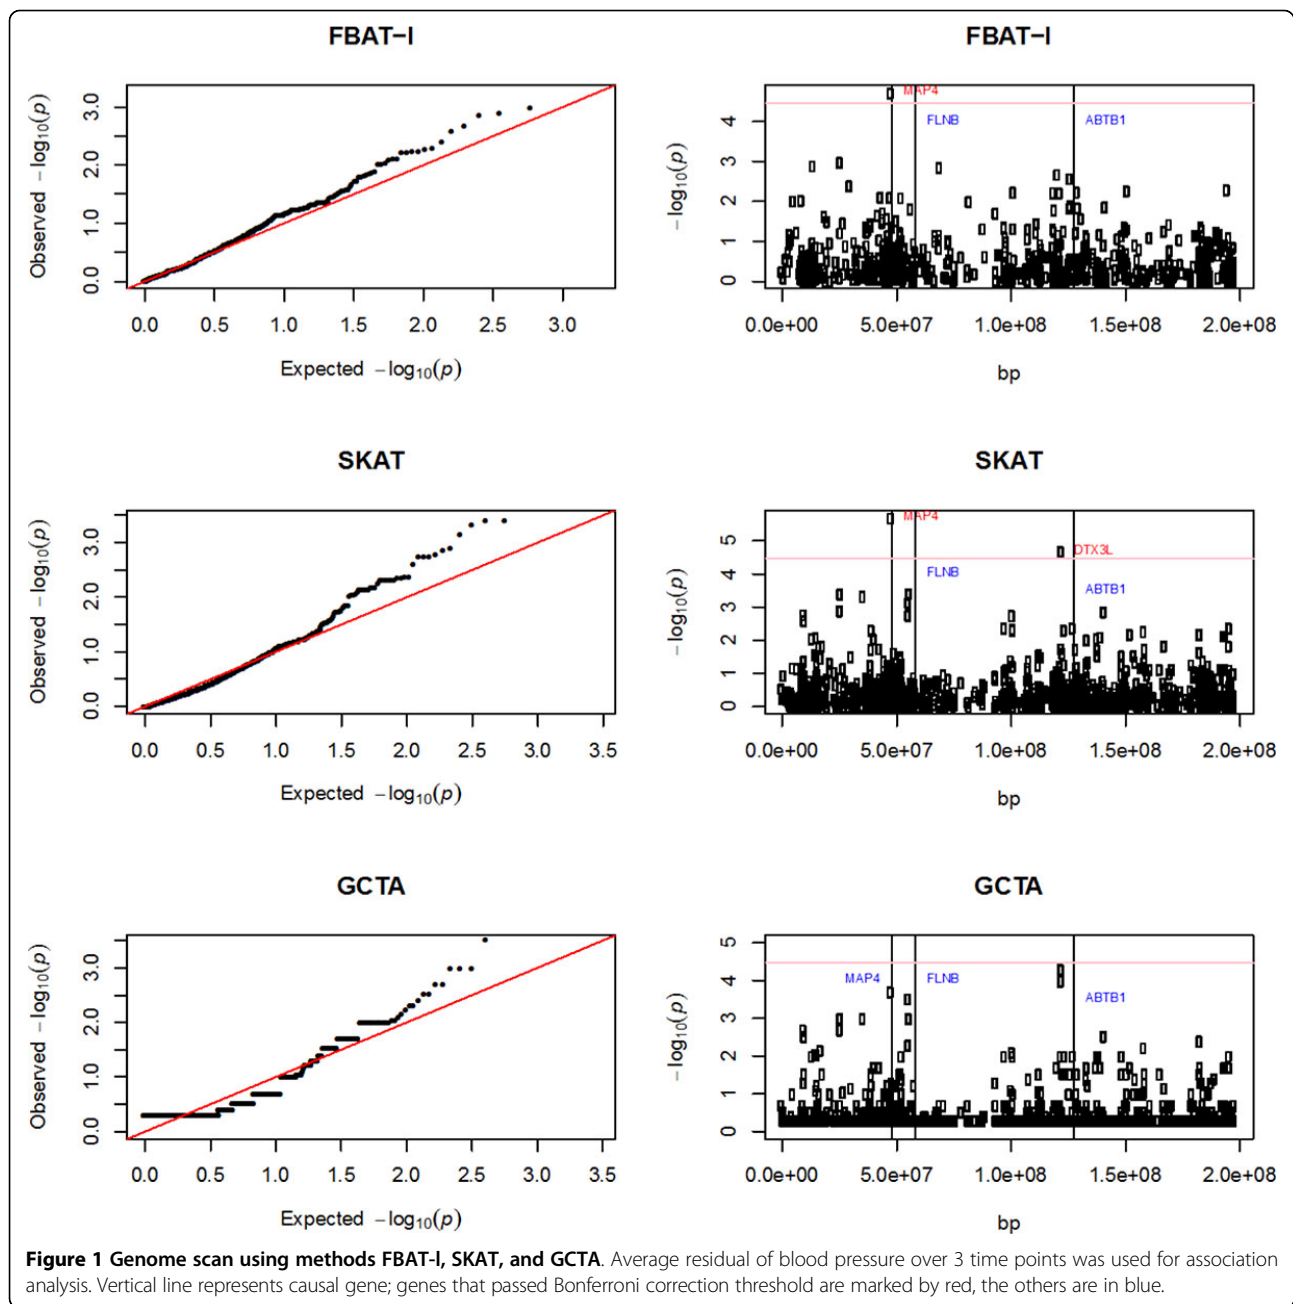 FBAT−I
FBAT−I
Observed −log10(p)
0.0 1.0 2.0 3.0
0.0 0.5 1.0 1.5 2.0 2.5 3.0
Expected −log10(p)
−log10(p)
0 1 2 3 4
MAP4
FLNB
ABTB1
0.0e+00 5.0e+07 1.0e+08 1.5e+08 2.0e+08
bp
SKAT
SKAT
Observed −log10(p)
0.0 1.0 2.0 3.0
0.0 0.5 1.0 1.5 2.0 2.5 3.0 3.5
Expected −log10(p)
−log10(p)
0 1 2 3 4 5
MAP4
DTX3L
FLNB
ABTB1
0.0e+00 5.0e+07 1.0e+08 1.5e+08 2.0e+08
bp
GCTA
GCTA
Observed −log10(p)
0.0 1.0 2.0 3.0
0.0 0.5 1.0 1.5 2.0 2.5 3.0 3.5
Expected −log10(p)
−log10(p)
0 1 2 3 4 5
MAP4
FLNB
ABTB1
0.0e+00 5.0e+07 1.0e+08 1.5e+08 2.0e+08
bp
Figure 1 Genome scan using methods FBAT-l, SKAT, and GCTA. Average residual of blood pressure over 3 time points was used for association
analysis. Vertical line represents causal gene; genes that passed Bonferroni correction threshold are marked by red, the others are in blue.